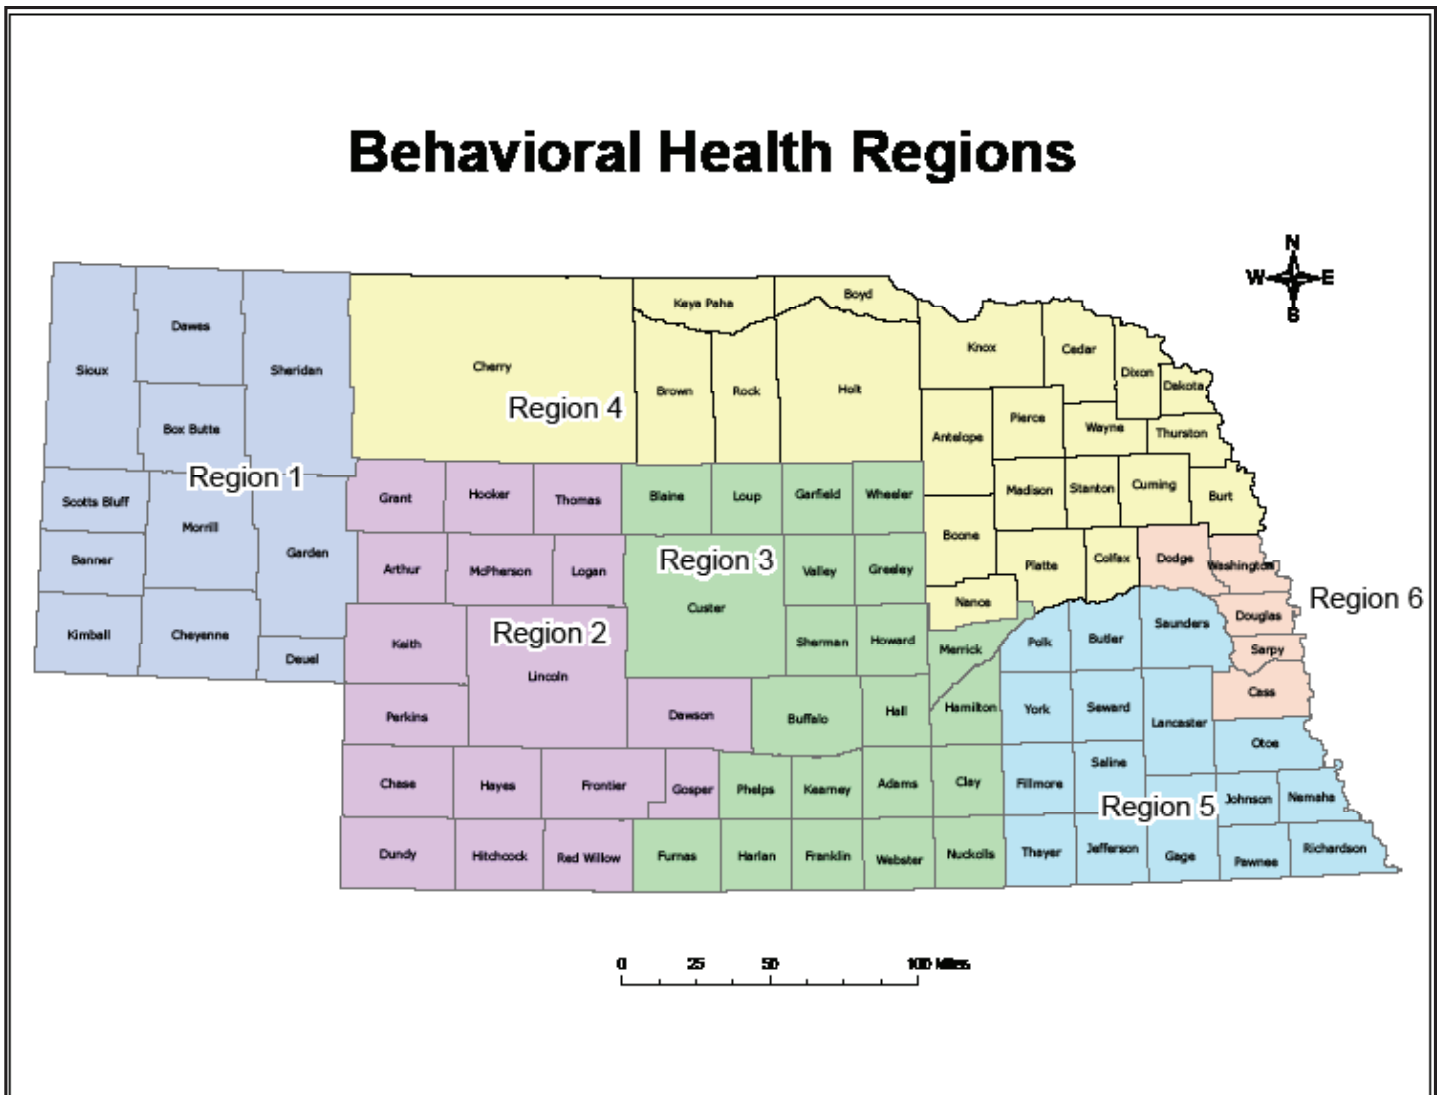 Behavioral Health Regions
N
W E
S
Keya Paha Boyd
Dawes
Knox Cedar
Sioux Sheridan Cherry Dixon
Brown Rock Holt Dakota
Region 4
Pierce
Box Butte Antelope Wayne Thurston
Region 1
Scotts Bluff Grant Hooker Thomas Blaine Loup Garfield Wheeler Madison Stanton Cuming Burt
Morrill
Boone
Banner Garden Region 3 Platte Colfax Dodge Washington
Arthur McPherson Logan Valley Greeley
Nance Region 6
Custer Douglas
Kimball Cheyenne Region 2 Saunders
Keith Sherman Howard Merrick Polk Butler Sarpy
Deuel
Lincoln
Cass
Perkins Dawson Buffalo Hall Hamilton York Seward Lancaster
Otoe
Saline
Chase Hayes Frontier Gosper Phelps Kearney Adams Clay Fillmore
Region 5 Johnson Nemaha
Dundy Hitchcock Red Willow Furnas Harlan Franklin Webster Nuckolls Thayer Jefferson Gage Pawnee Richardson
0 25 50 100 Miles